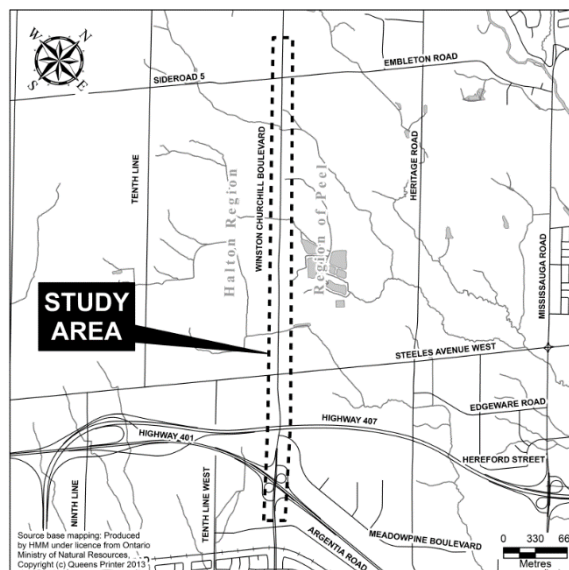 W N
S E
EMBLETON ROAD
SIDEROAD 5
TENTH LINE
WINSTON CHURCHILL BOULEVARD
Halton Region
Region of Peel
HERITAGE ROAD
MISSISSAUGA ROAD
STUDY
AREA
STEELES AVENUE WEST
EDGEWARE ROAD
HIGHWAY 407
HIGHWAY 401
HEREFORD STREET
NINTH LINE
TENTH LINE WEST
ARGENTIA ROAD
MEADOWPINE BOULEVARD
Source base mapping: Produced
by HMM under licence from Ontario
Ministry of Natural Resources,
Copyright (c) Queens Printer 2013
0 330 66
Metres